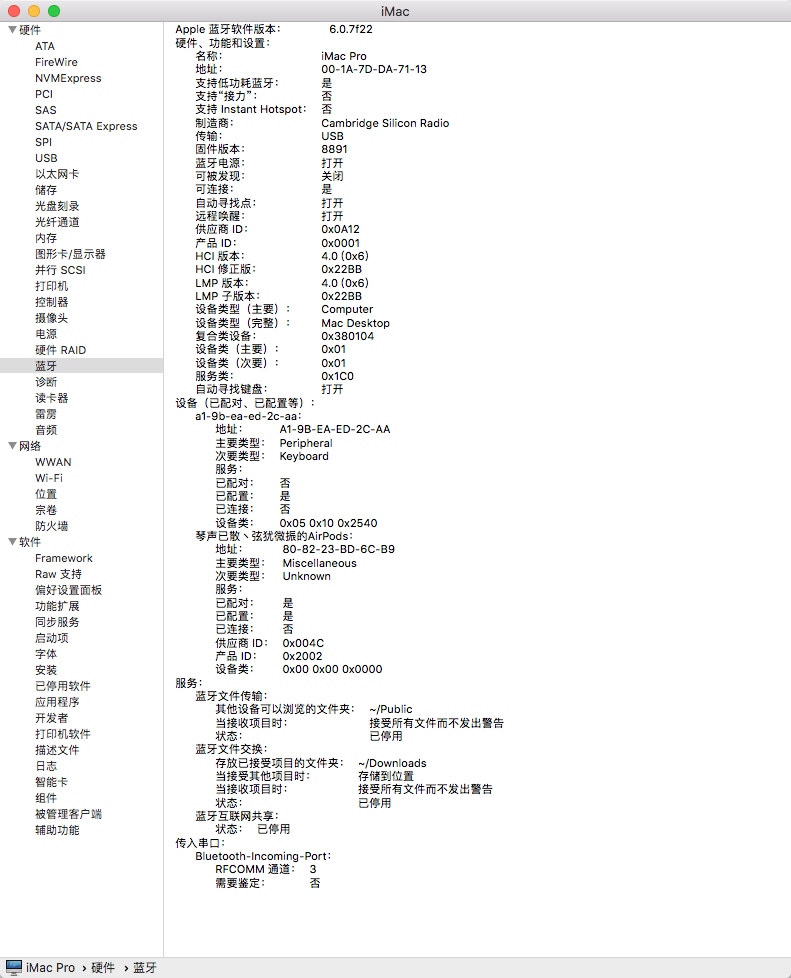 iMac
硬件
ATA
FireWire
NVMExpress
PCI
SAS
SATA/SATA Express
SPI
USB
以太网卡
储存
光盘刻录
光纤通道
内存
图形卡/显示器
并行 SCSI
打印机
控制器
摄像头
电源
硬件 RAID
蓝牙
诊断
读卡器
雷雳
音频
网络
WWAN
Wi-Fi
位置
宗卷
防火墙
软件
Framework
Raw 支持
偏好设置面板
功能扩展
同步服务
启动项
字体
安装
已停用软件
应用程序
开发者
打印机软件
描述文件
日志
智能卡
组件
被管理客户端
辅助功能
Apple 蓝牙软件版本: 6.0.7f22
硬件、功能和设置:
名称: iMac Pro
地址: 00-1A-7D-DA-71-13
支持低功耗蓝牙: 是
支持“接力”: 否
支持 Instant Hotspot: 否
制造商: Cambridge Silicon Radio
传输: USB
固件版本: 8891
蓝牙电源: 打开
可被发现: 关闭
可连接: 是
自动寻找点: 打开
远程唤醒: 打开
供应商 ID: 0x0A12
产品 ID: 0x0001
HCI 版本: 4.0 (0x6)
HCI 修正版: 0x22BB
LMP 版本: 4.0 (0x6)
LMP 子版本: 0x22BB
设备类型（主要）: Computer
设备类型（完整）: Mac Desktop
复合类设备: 0x380104
设备类（主要）: 0x01
设备类（次要）: 0x01
服务类: 0x1C0
自动寻找键盘: 打开
设备（已配对、已配置等）:
a1-9b-ea-ed-2c-aa:
地址: A1-9B-EA-ED-2C-AA
主要类型: Peripheral
次要类型: Keyboard
服务:
已配对: 否
已配置: 是
已连接: 否
设备类: 0x05 0x10 0x2540
琴声已散丶弦犹微振的AirPods:
地址: 80-82-23-BD-6C-B9
主要类型: Miscellaneous
次要类型: Unknown
服务:
已配对: 是
已配置: 是
已连接: 否
供应商 ID: 0x004C
产品 ID: 0x2002
设备类: 0x00 0x00 0x0000
服务:
蓝牙文件传输:
其他设备可以浏览的文件夹: ~/Public
当接收项目时: 接受所有文件而不发出警告
状态: 已停用
蓝牙文件交换:
存放已接受项目的文件夹: ~/Downloads
当接受其他项目时: 存储到位置
当接收项目时: 接受所有文件而不发出警告
状态: 已停用
蓝牙互联网共享:
状态: 已停用
传入串口:
Bluetooth-Incoming-Port:
RFCOMM 通道: 3
需要鉴定: 否
iMac Pro › 硬件 › 蓝牙